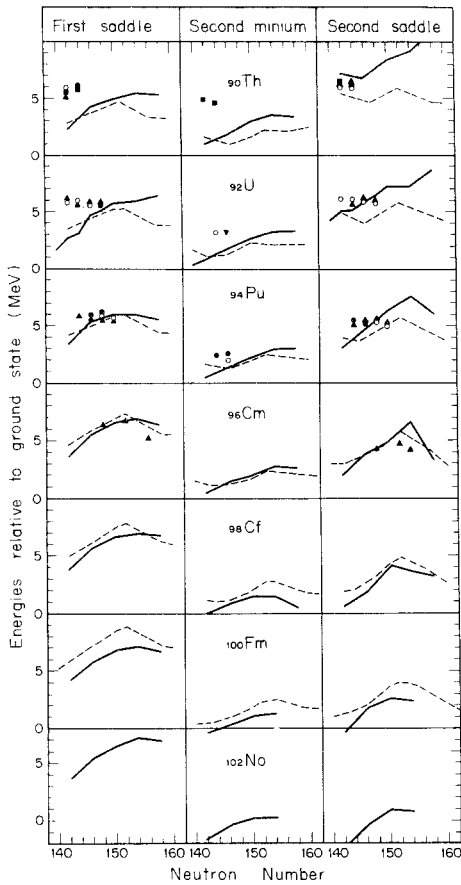 First saddle
Second minium
Second saddle
90Th
5
0
92U
5
0
94Pu
5
0
96Cm
5
0
98Cf
5
0
100Fm
5
0
102No
5
0
140 150 160
140 150 160
140 150 160
Neutron Number
Energies relative to ground state (MeV)